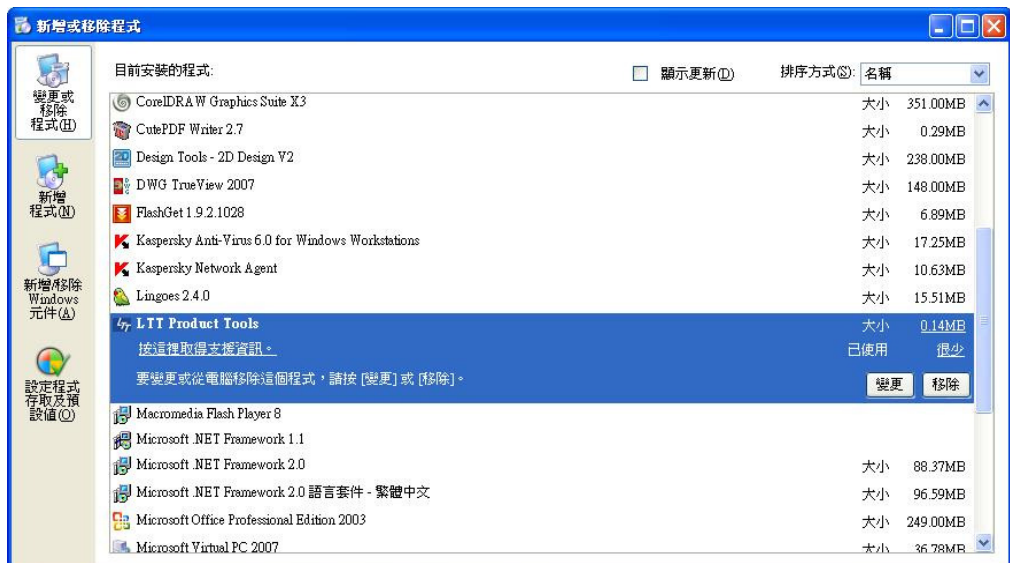 新增或移除程式
變更或
移除
程式(H)
新增
程式(N)
新增/移除
Windows
元件(A)
設定程式
存取及預
設值(O)
目前安裝的程式:
顯示更新(D)
排序方式(S): 名稱
CorelDRAW Graphics Suite X3 大小 351.00MB
CutePDF Writer 2.7 大小 0.29MB
2D Design Tools - 2D Design V2 大小 238.00MB
DWG TrueView 2007 大小 148.00MB
FlashGet 1.9.2.1028 大小 6.89MB
Kaspersky Anti-Virus 6.0 for Windows Workstations 大小 17.25MB
Kaspersky Network Agent 大小 10.63MB
Lingoes 2.4.0 大小 15.51MB
LTT LTT Product Tools 大小 0.14MB
按這裡取得支援資訊。 已使用 很少
要變更或從電腦移除這個程式，請按 [變更] 或 [移除]。 變更 移除
Macromedia Flash Player 8
Microsoft .NET Framework 1.1
Microsoft .NET Framework 2.0 大小 88.37MB
Microsoft .NET Framework 2.0 語言套件 - 繁體中文 大小 96.59MB
Microsoft Office Professional Edition 2003 大小 249.00MB
Microsoft Virtual PC 2007 大小 36.78MB